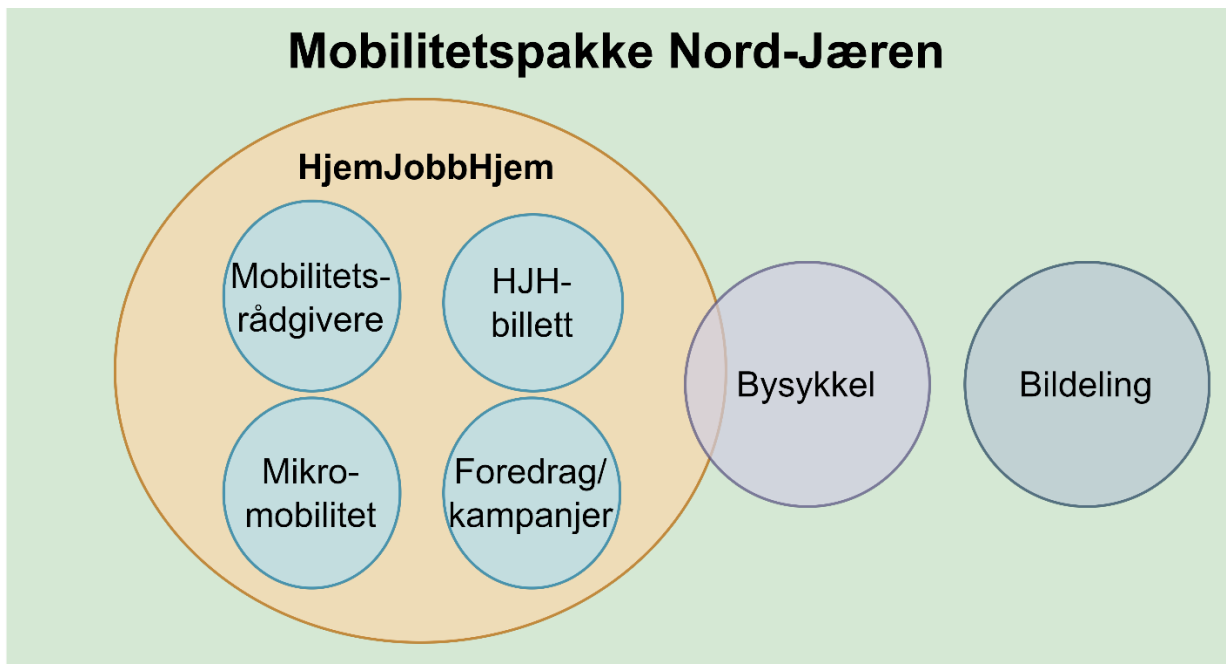 Mobilitetspakke Nord-Jæren
HjemJobbHjem
Mobilitets-
rådgivere
HJH-
billett
Mikro-
mobilitet
Foredrag/
kampanjer
Bysykkel
Bildeling